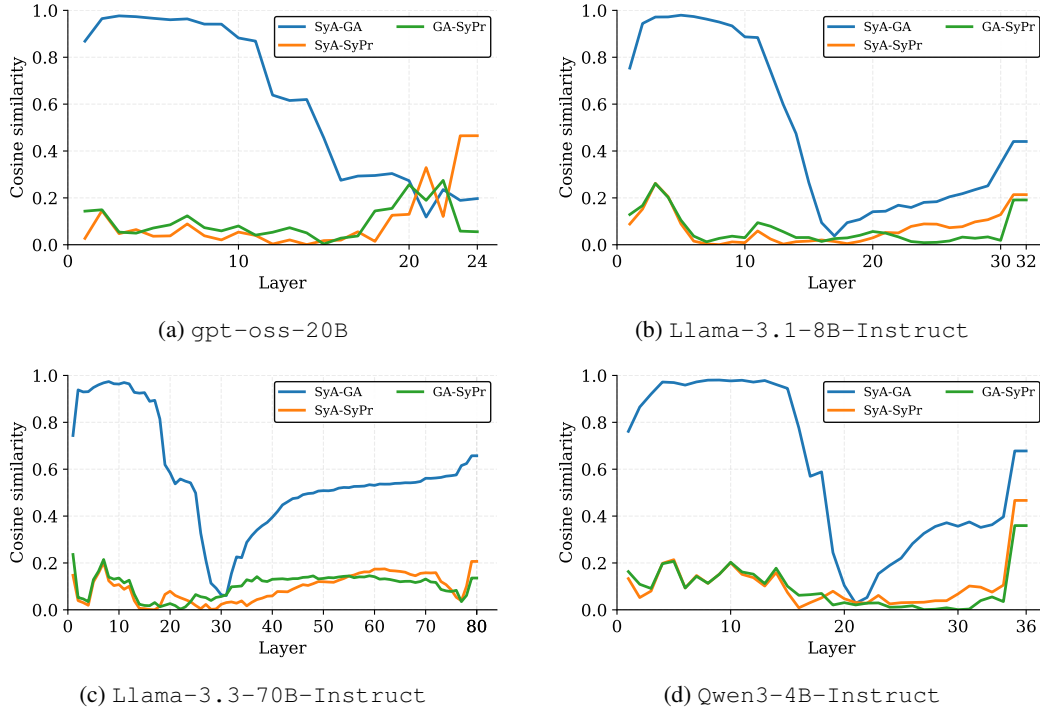 1.0
0.8
0.6
0.4
0.2
0.0
Cosine similarity
SyA-GA
SyA-SyPr
GA-SyPr
0 10 20 24
Layer
(a) gpt-oss-20B
1.0
0.8
0.6
0.4
0.2
0.0
Cosine similarity
SyA-GA
SyA-SyPr
GA-SyPr
0 10 20 30 32
Layer
(b) Llama-3.1-8B-Instruct
1.0
0.8
0.6
0.4
0.2
0.0
Cosine similarity
SyA-GA
SyA-SyPr
GA-SyPr
0 10 20 30 40 50 60 70 80
Layer
(c) Llama-3.3-70B-Instruct
1.0
0.8
0.6
0.4
0.2
0.0
Cosine similarity
SyA-GA
SyA-SyPr
GA-SyPr
0 10 20 30 36
Layer
(d) Qwen3-4B-Instruct